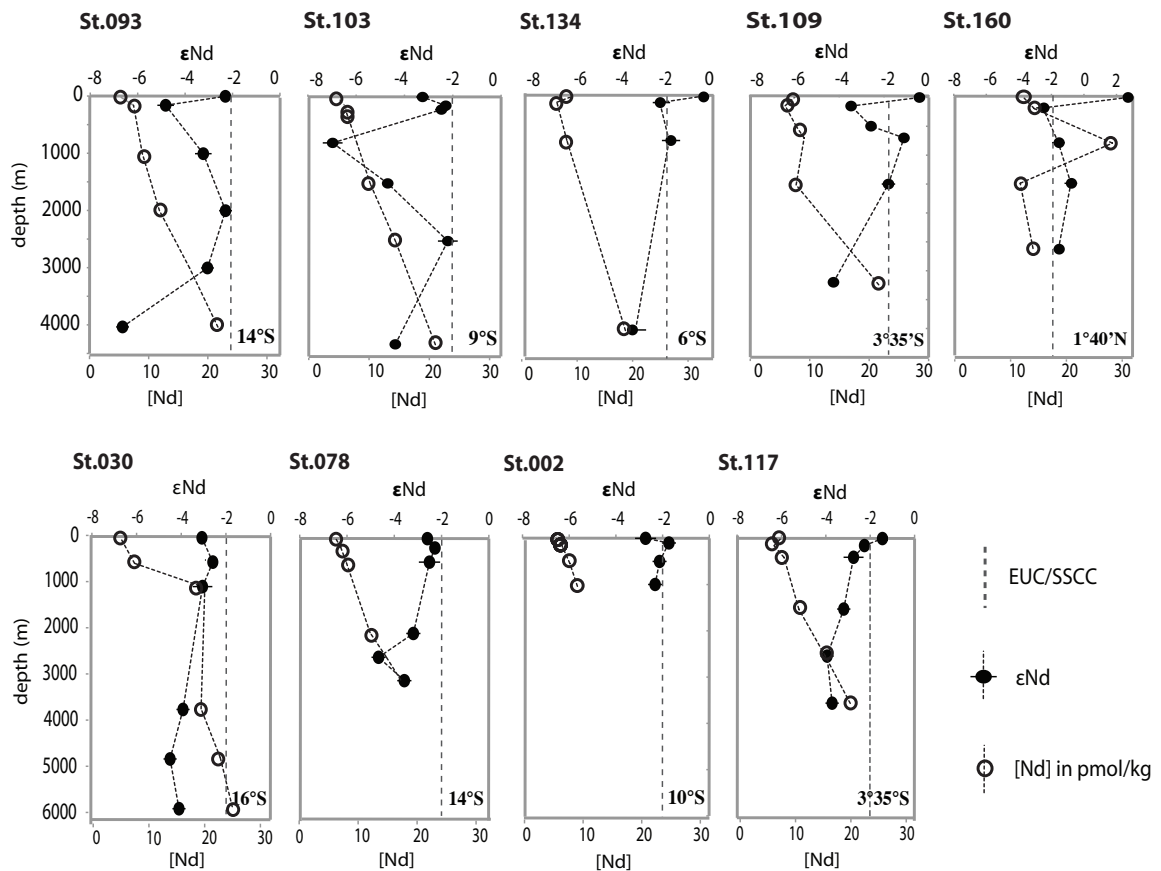 St.093 St.103 St.134 St.109 St.160
εNd εNd εNd εNd εNd
-8 -6 -4 -2 0 -8 -6 -4 -2 0 -8 -6 -4 -2 0 -8 -6 -4 -2 0 -8 -6 -4 -2 0 2
0
1000
2000
3000
4000
depth (m)
14°S 9°S 6°S 3°35'S 1°40'N
0 10 20 30 0 10 20 30 0 10 20 30 0 10 20 30 0 10 20 30
[Nd] [Nd] [Nd] [Nd] [Nd]
St.030 St.078 St.002 St.117
εNd εNd εNd εNd
-8 -6 -4 -2 0 -8 -6 -4 -2 0 -8 -6 -4 -2 0 -8 -6 -4 -2 0
0
1000
2000
3000
4000
5000
6000
depth (m)
16°S 14°S 10°S 3°35°S
0 10 20 30 0 10 20 30 0 10 20 30 0 10 20 30
[Nd] [Nd] [Nd] [Nd]
EUC/SSCC
εNd
[Nd] in pmol/kg